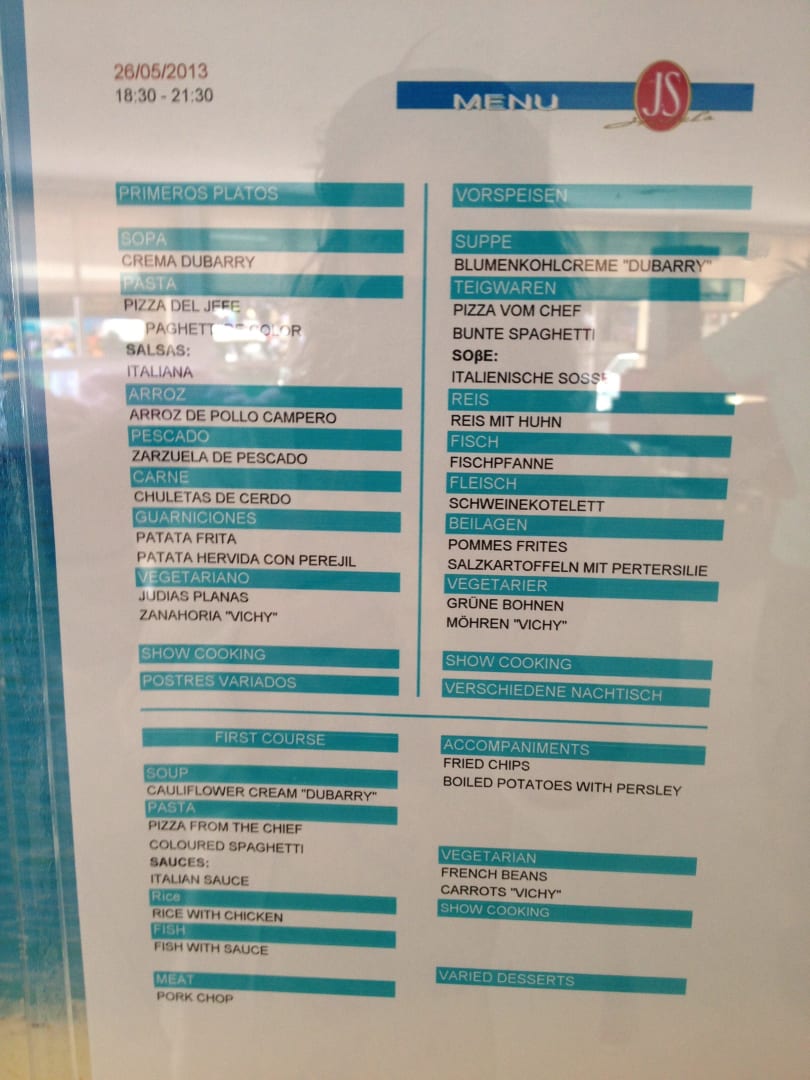 26/05/2013
18:30 - 21:30
MENU
JS
PRIMEROS PLATOS
SOPA
CREMA DUBARRY
PASTA
PIZZA DEL JEFE
PAGHETT DE COLOR
SALSAS:
ITALIANA
ARROZ
ARROZ DE POLLO CAMPERO
PESCADO
ZARZUELA DE PESCADO
CARNE
CHULETAS DE CERDO
GUARNICIONES
PATATA FRITA
PATATA HERVIDA CON PEREJIL
VEGETARIANO
JUDIAS PLANAS
ZANAHORIA "VICHY"
SHOW COOKING
POSTRES VARIADOS
VORSPEISEN
SUPPE
BLUMENKOHLCREME "DUBARRY"
TEIGWAREN
PIZZA VOM CHEF
BUNTE SPAGHETTI
SOβE:
ITALIENISCHE SOSSE
REIS
REIS MIT HUHN
FISCH
FISCHPFANNE
FLEISCH
SCHWEINEKOTELETT
BEILAGEN
POMMES FRITES
SALZKARTOFFELN MIT PERTERSILIE
VEGETARIER
GRÜNE BOHNEN
MÖHREN "VICHY"
SHOW COOKING
VERSCHIEDENE NACHTISCH
FIRST COURSE
SOUP
CAULIFLOWER CREAM "DUBARRY"
PASTA
PIZZA FROM THE CHIEF
COLOURED SPAGHETTI
SAUCES:
ITALIAN SAUCE
Rice
RICE WITH CHICKEN
FISH
FISH WITH SAUCE
MEAT
PORK CHOP
ACCOMPANIMENTS
FRIED CHIPS
BOILED POTATOES WITH PERSLEY
VEGETARIAN
FRENCH BEANS
CARROTS "VICHY"
SHOW COOKING
VARIED DESSERTS